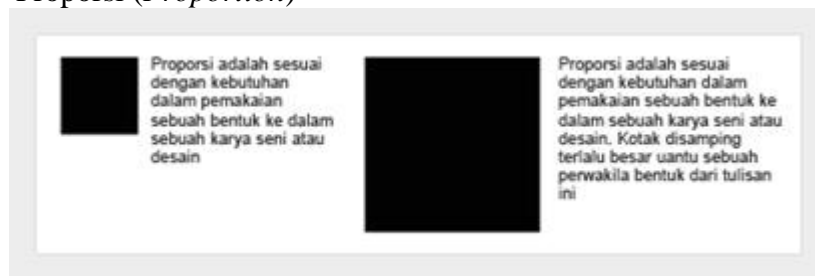 Proporsi (Proportion)
Proporsi adalah sesuai
dengan kebutuhan
dalam pemakaian
sebuah bentuk ke dalam
sebuah karya seni atau
desain
Proporsi adalah sesuai
dengan kebutuhan dalam
pemakaian sebuah bentuk ke
dalam sebuah karya seni atau
desain. Kotak disamping
terlalu besar uantu sebuah
perwakila bentuk dari tulisan
ini